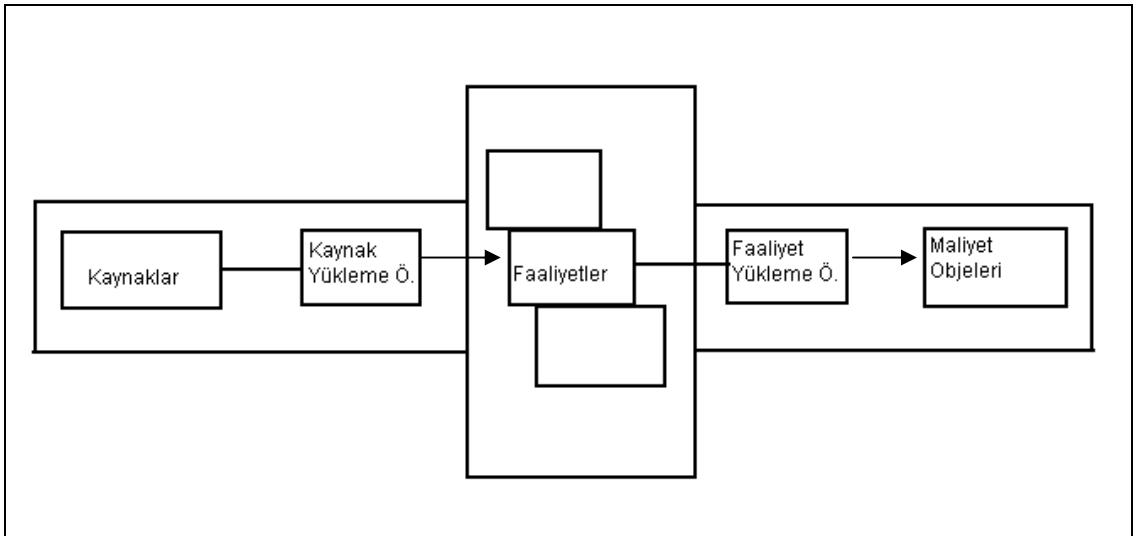 Kaynaklar
Kaynak
Yükleme Ö.
Faaliyetler
Faaliyet
Yükleme Ö.
Maliyet
Objeleri